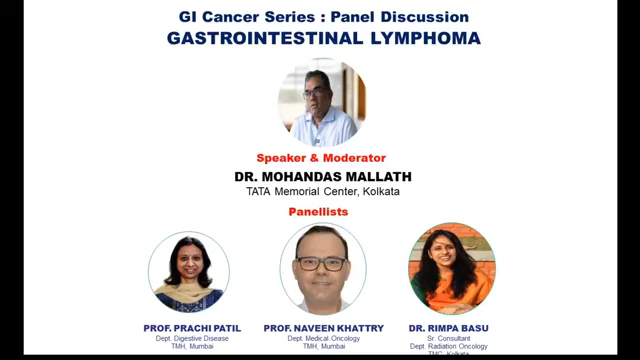 GI Cancer Series : Panel Discussion
GASTROINTESTINAL LYMPHOMA
Speaker & Moderator
DR. MOHANDAS MALLATH
TATA Memorial Center, Kolkata
Panellists
PROF. PRACHI PATIL
Dept. Digestive Disease
TMH, Mumbai
PROF. NAVEEN KHATTRY
Dept. Medical Oncology
TMH, Mumbai
DR. RIMPA BASU
Sr. Consultant
Dept. Radiation Oncology
TMC, Kolkata